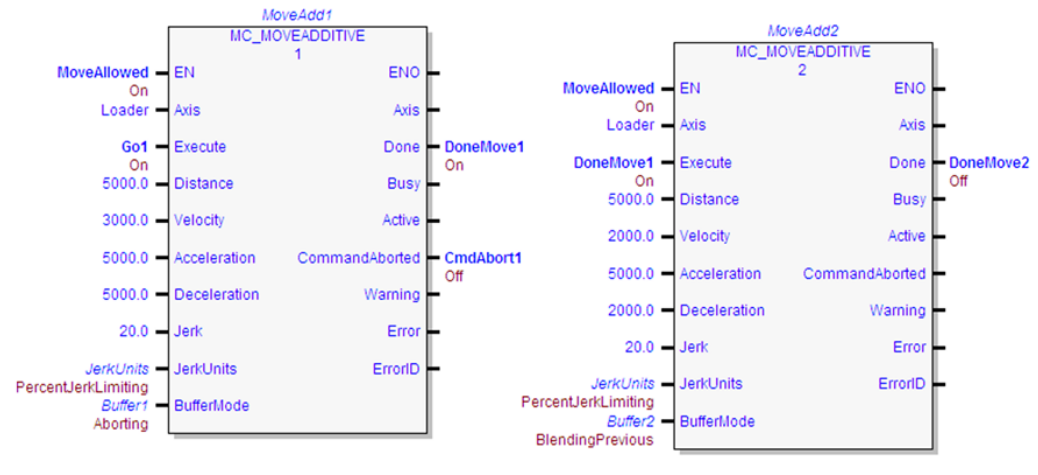 MoveAdd1
MC_MOVEADDITIVE
1
MoveAllowed EN ENO
On
Loader Axis Axis
Go1 Execute Done DoneMove1
On On
5000.0 Distance Busy
3000.0 Velocity Active
5000.0 Acceleration CommandAborted CmdAbort1
Off
5000.0 Deceleration Warning
20.0 Jerk Error
JerkUnits JerkUnits ErrorID
PercentJerkLimiting
Buffer1 BufferMode
Aborting
MoveAdd2
MC_MOVEADDITIVE
2
MoveAllowed EN ENO
On
Loader Axis Axis
DoneMove1 Execute Done DoneMove2
On Off
5000.0 Distance Busy
2000.0 Velocity Active
5000.0 Acceleration CommandAborted
2000.0 Deceleration Warning
20.0 Jerk Error
JerkUnits JerkUnits ErrorID
PercentJerkLimiting
Buffer2 BufferMode
BlendingPrevious